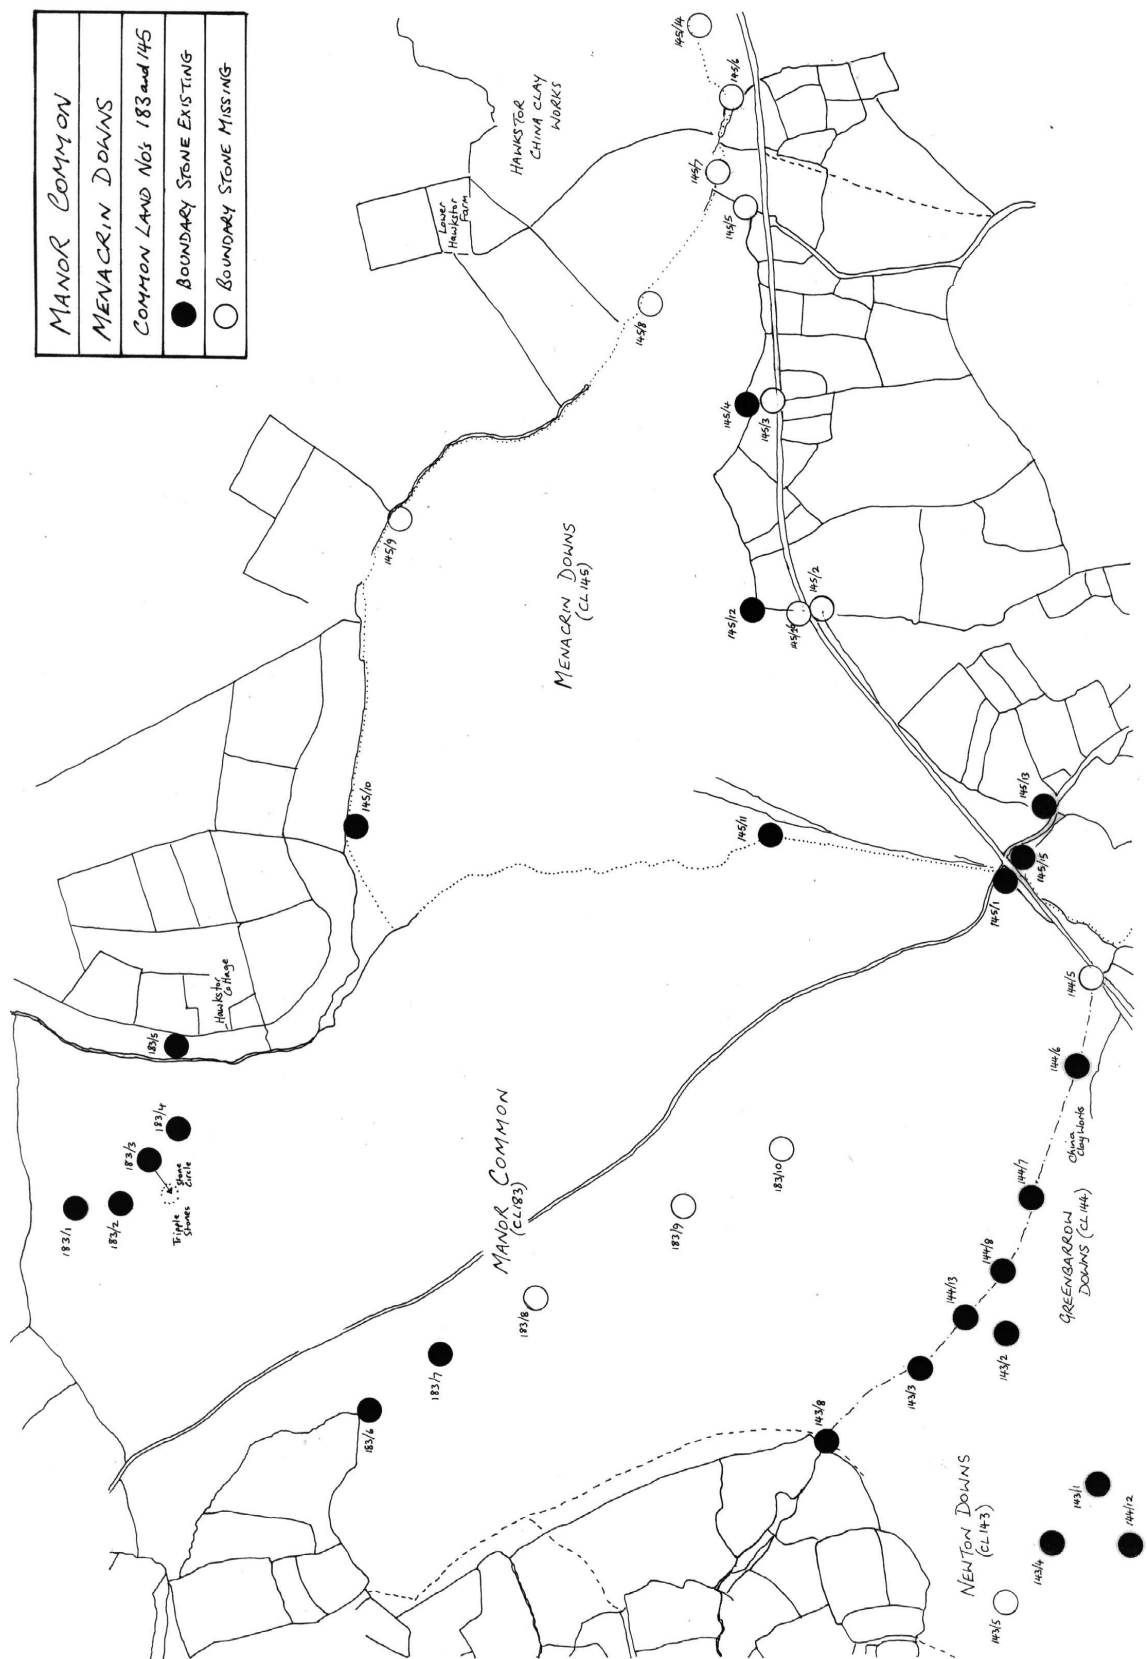 MANOR COMMON
MENACRIN DOWNS
COMMON LAND NOS 183 and 145
BOUNDARY STONE EXISTING
BOUNDARY STONE MISSING
145/14
145/6
HAWKSTOR
CHINA CLAY
WORKS
145/7
145/5
Lower
Hawkstor
Farm
145/8
145/4
145/3
145/9
MENACRIN DOWNS
(CL145)
145/12
145/2
145/10
145/11
145/13
145/15
145/1
Hawkstor
Cottage
183/5
144/5
144/6
China
Clay Works
183/4
183/3
Stone
Circle
Tripple
Stones
183/1
183/2
MANOR COMMON
(CL183)
183/10
183/9
144/7
144/8
GREENBARROW
DOWNS (CL144)
144/13
143/2
143/3
183/8
183/7
183/6
143/8
NEWTON DOWNS
(CL143)
143/1
143/4
144/12
143/5